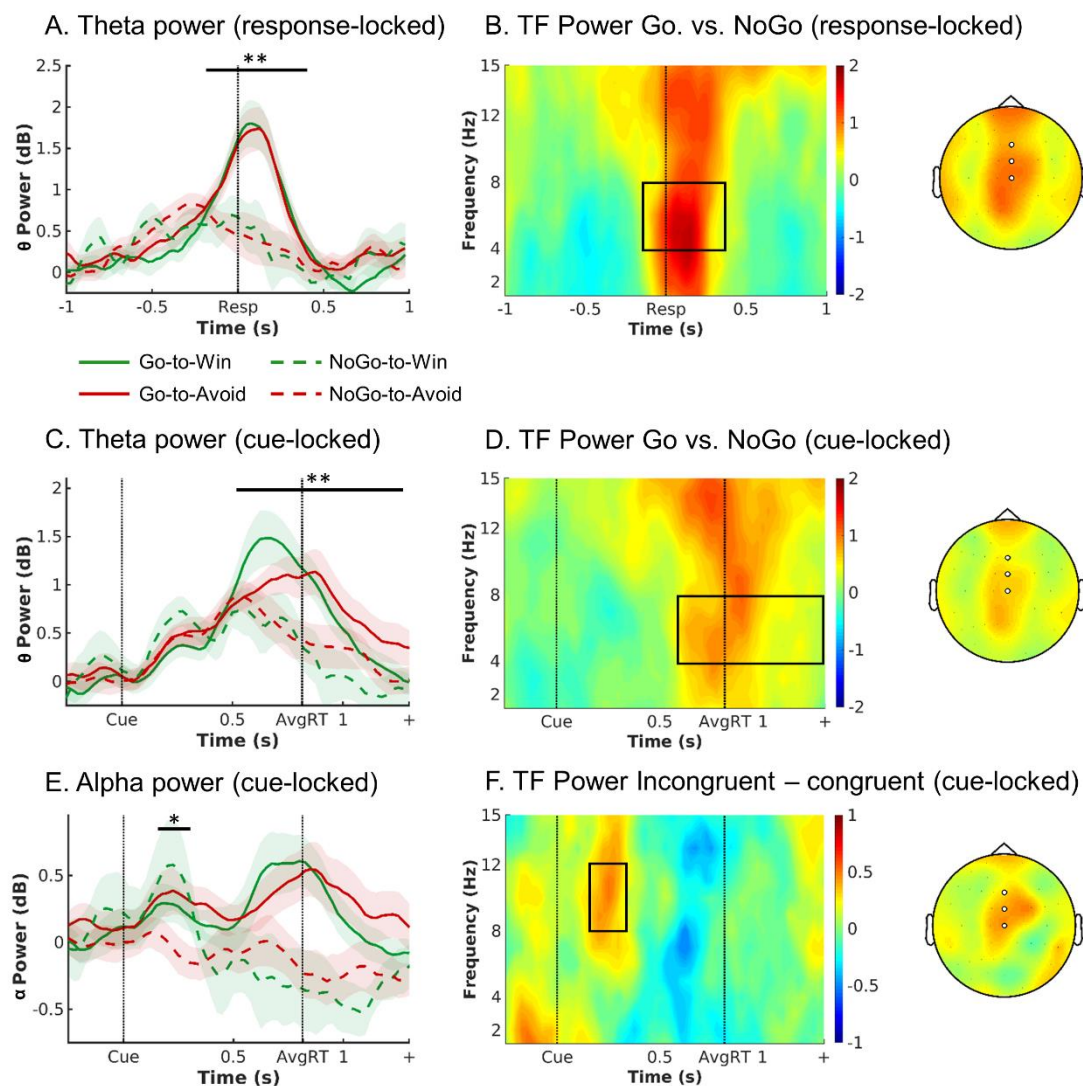 A. Theta power (response-locked)
B. TF Power Go. vs. NoGo (response-locked)
**
2.5
2
1.5
1
0.5
0
θ Power (dB)
-1
-0.5
Resp
0.5
1
Time (s)
15
12
8
4
2
Frequency (Hz)
-1
-0.5
Resp
0.5
1
Time (s)
2
1
0
-1
-2
Go-to-Win
NoGo-to-Win
Go-to-Avoid
NoGo-to-Avoid
C. Theta power (cue-locked)
D. TF Power Go vs. NoGo (cue-locked)
**
2
1.5
1
0.5
0
θ Power (dB)
Cue
0.5
AvgRT
1
+
Time (s)
15
12
8
4
2
Frequency (Hz)
Cue
0.5
AvgRT
1
+
Time (s)
2
1
0
-1
-2
E. Alpha power (cue-locked)
F. TF Power Incongruent – congruent (cue-locked)
*
0.5
0
-0.5
α Power (dB)
Cue
0.5
AvgRT
1
+
Time (s)
15
12
8
4
2
Frequency (Hz)
Cue
0.5
AvgRT
1
+
Time (s)
1
0.5
0
-0.5
-1